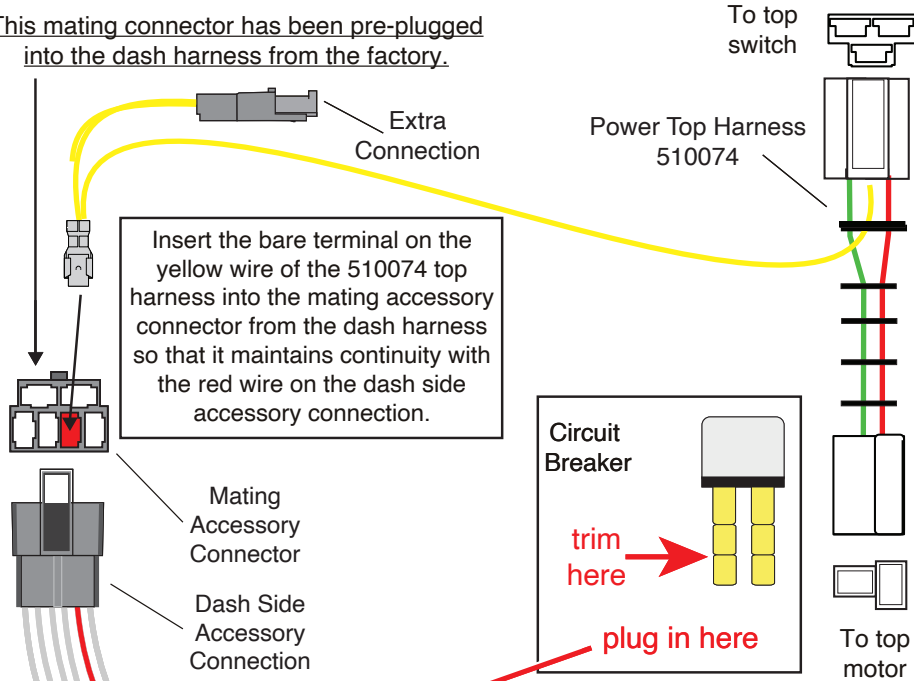 This mating connector has been pre-plugged
into the dash harness from the factory.
To top
switch
Extra
Connection
Power Top Harness
510074
Insert the bare terminal on the
yellow wire of the 510074 top
harness into the mating accessory
connector from the dash harness
so that it maintains continuity with
the red wire on the dash side
accessory connection.
Mating
Accessory
Connector
Dash Side
Accessory
Connection
Circuit
Breaker
trim
here
plug in here
To top
motor